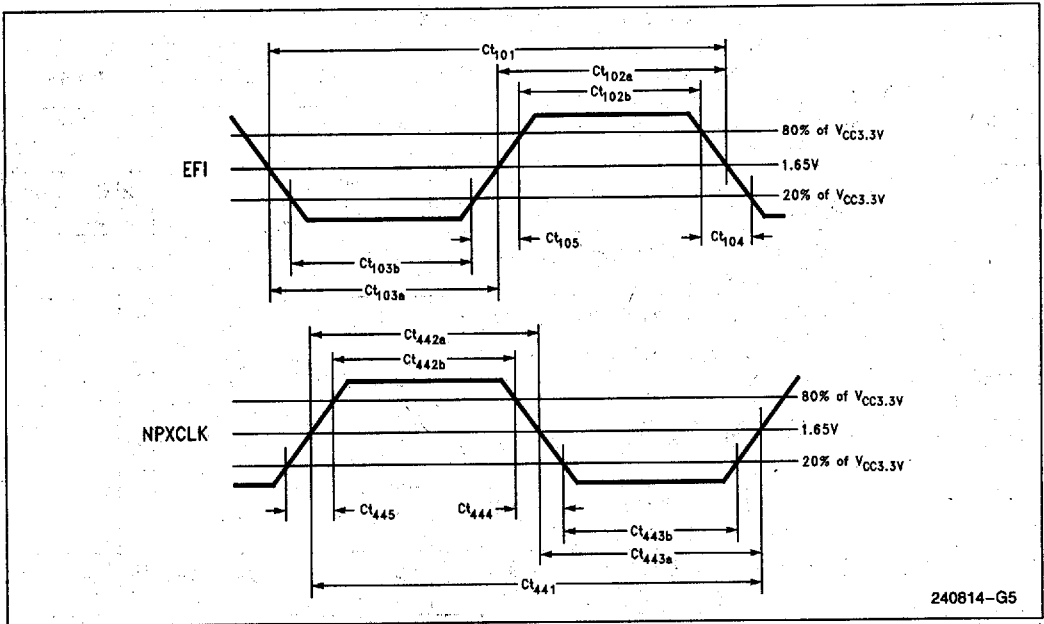 Ct101
Ct102a
Ct102b
80% of VCC3.3V
EFI
1.65V
20% of VCC3.3V
Ct105
Ct104
Ct103b
Ct103a
Ct442a
Ct442b
80% of VCC3.3V
NPXCLK
1.65V
20% of VCC3.3V
Ct445
Ct444
Ct443b
Ct443a
Ct441
240814–G5